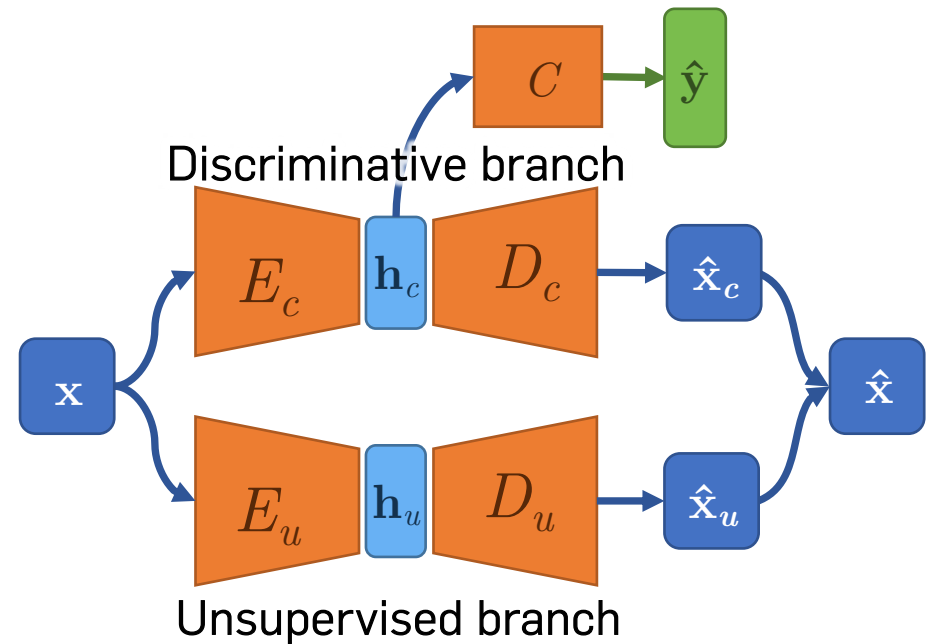 C
ŷ
Discriminative branch
E_c
h_c
D_c
x̂_c
x
x̂
E_u
h_u
D_u
x̂_u
Unsupervised branch